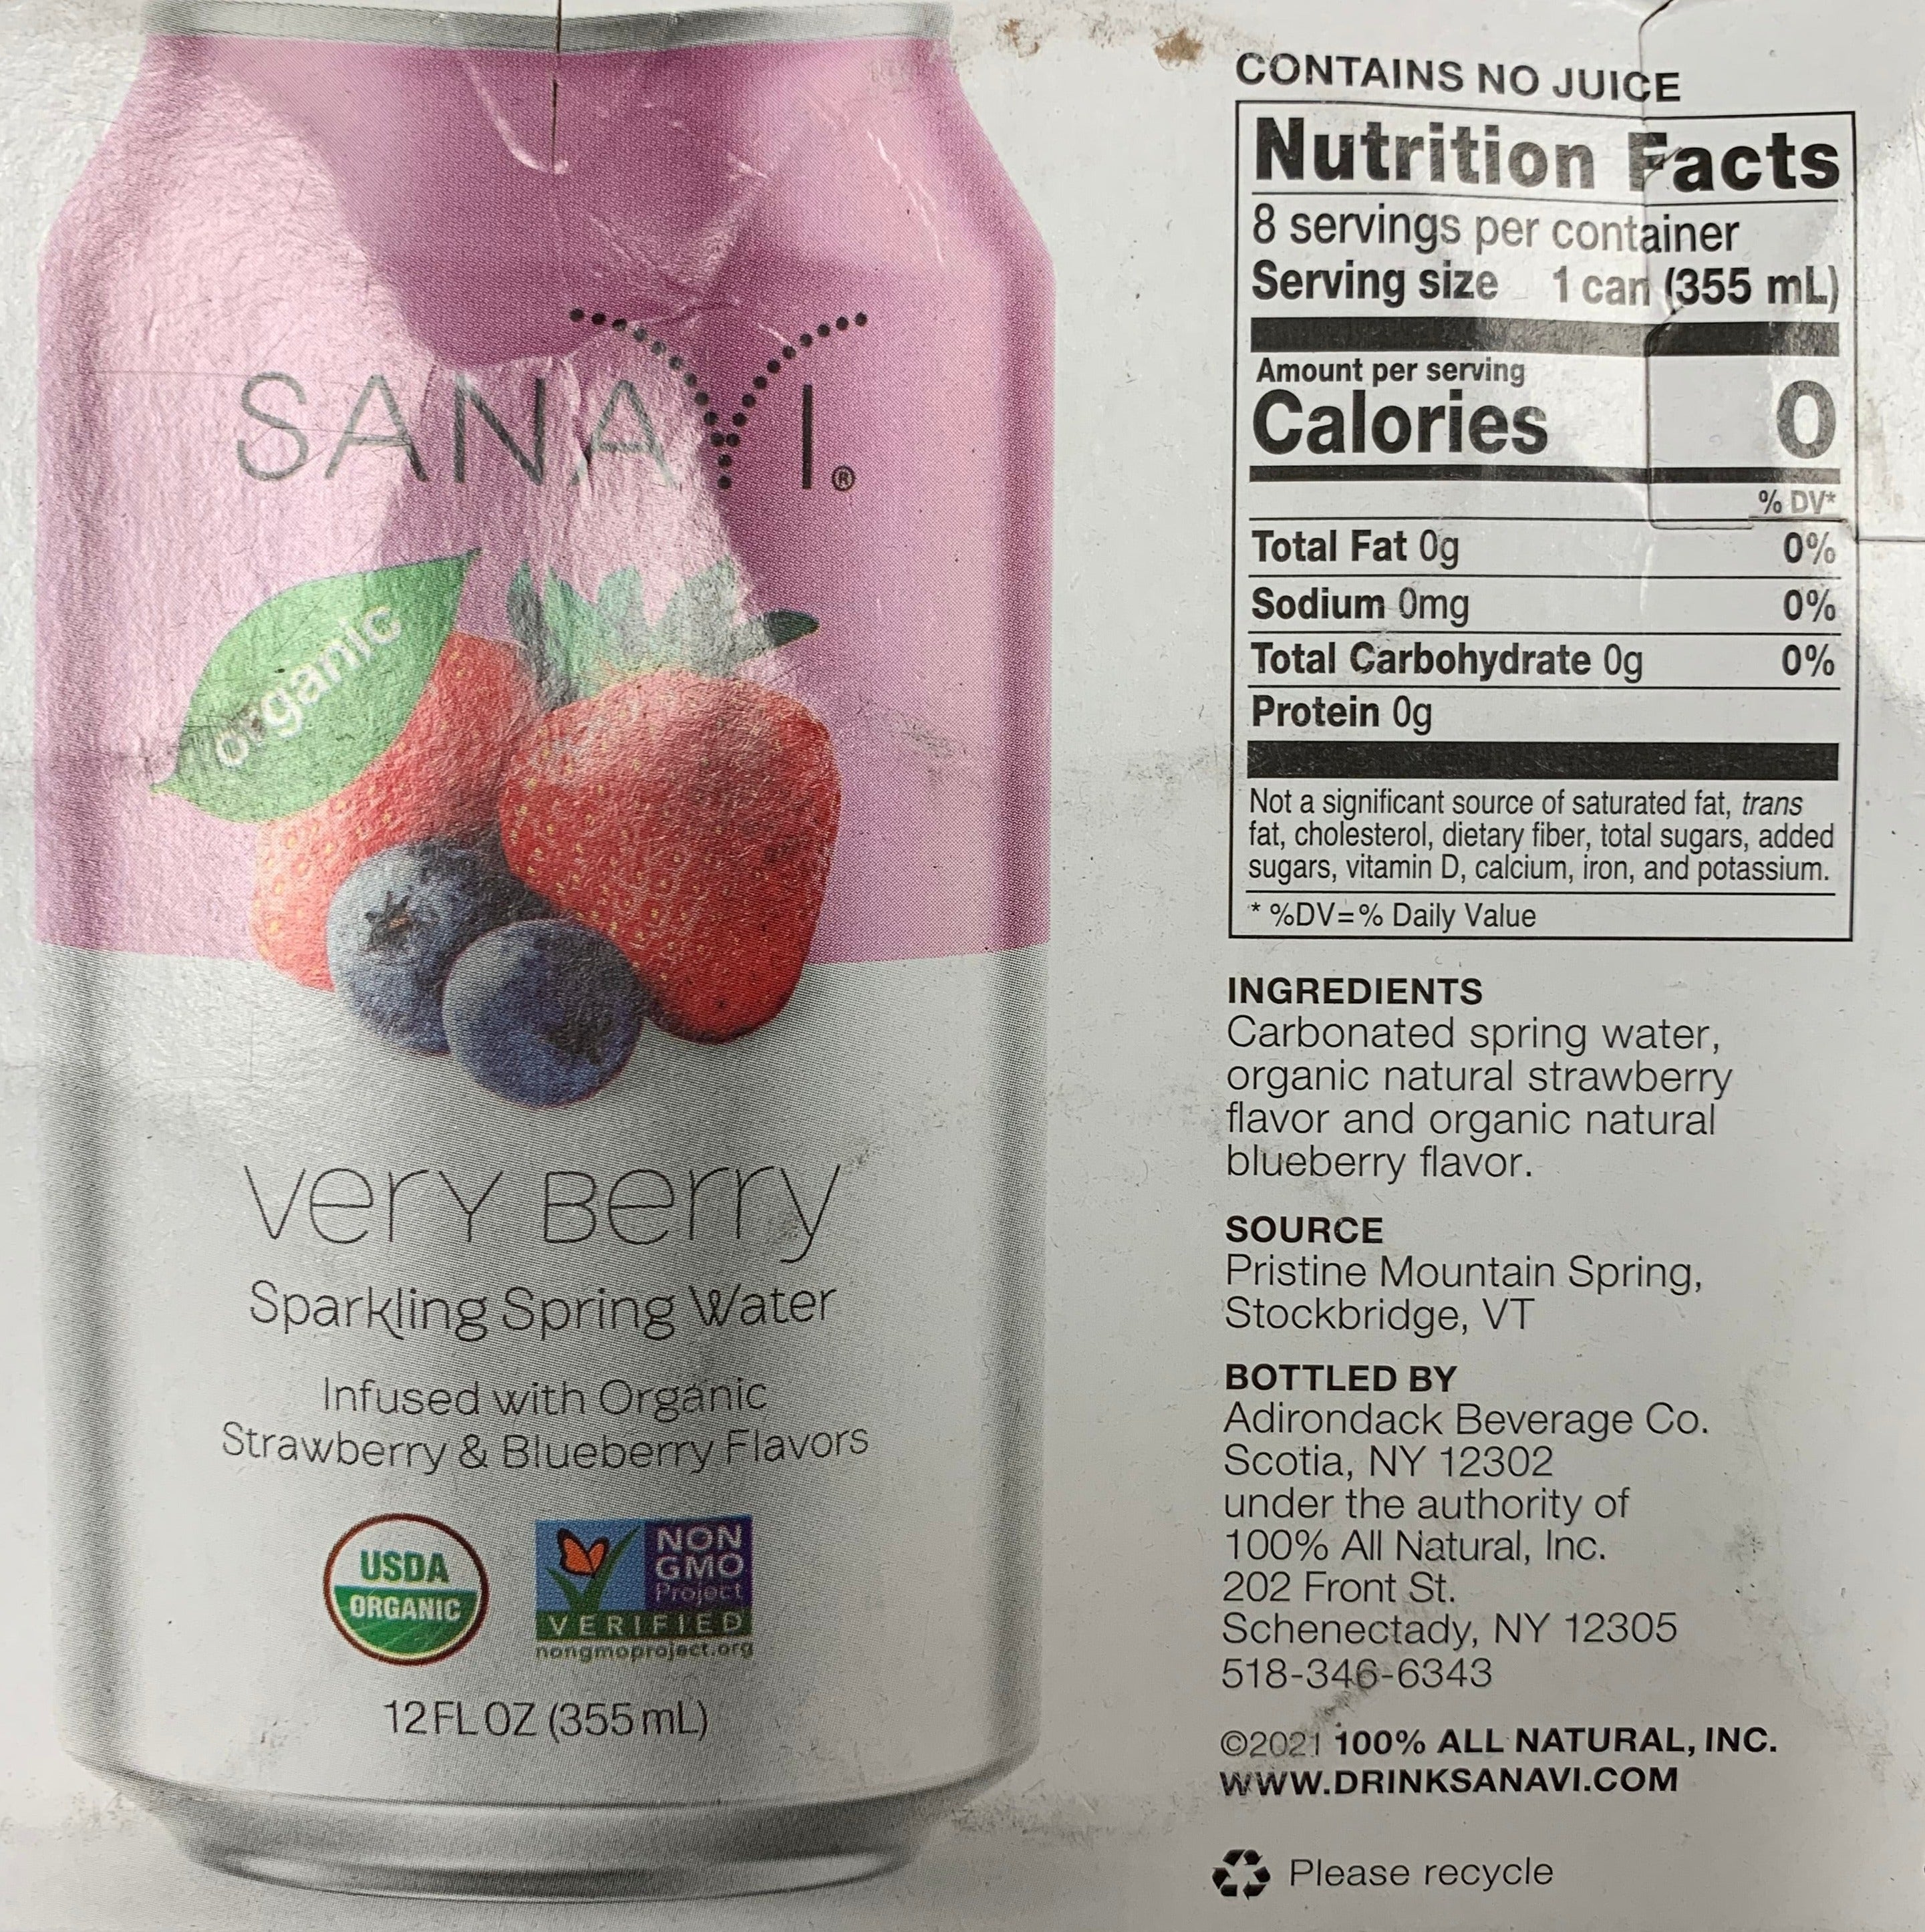 SANAVI®
organic
very Berry
Sparkling Spring Water
Infused with Organic
Strawberry & Blueberry Flavors
USDA
ORGANIC
NON
GMO
Project
VERIFIED
nongmoproject.org
12 FL OZ (355 mL)
CONTAINS NO JUICE
Nutrition Facts
8 servings per container
Serving size 1 can (355 mL)
Amount per serving
Calories 0
% DV*
Total Fat 0g 0%
Sodium 0mg 0%
Total Carbohydrate 0g 0%
Protein 0g
Not a significant source of saturated fat, trans
fat, cholesterol, dietary fiber, total sugars, added
sugars, vitamin D, calcium, iron, and potassium.
* %DV=% Daily Value
INGREDIENTS
Carbonated spring water,
organic natural strawberry
flavor and organic natural
blueberry flavor.
SOURCE
Pristine Mountain Spring,
Stockbridge, VT
BOTTLED BY
Adirondack Beverage Co.
Scotia, NY 12302
under the authority of
100% All Natural, Inc.
202 Front St.
Schenectady, NY 12305
518-346-6343
©2021 100% ALL NATURAL, INC.
WWW.DRINKSANAVI.COM
Please recycle